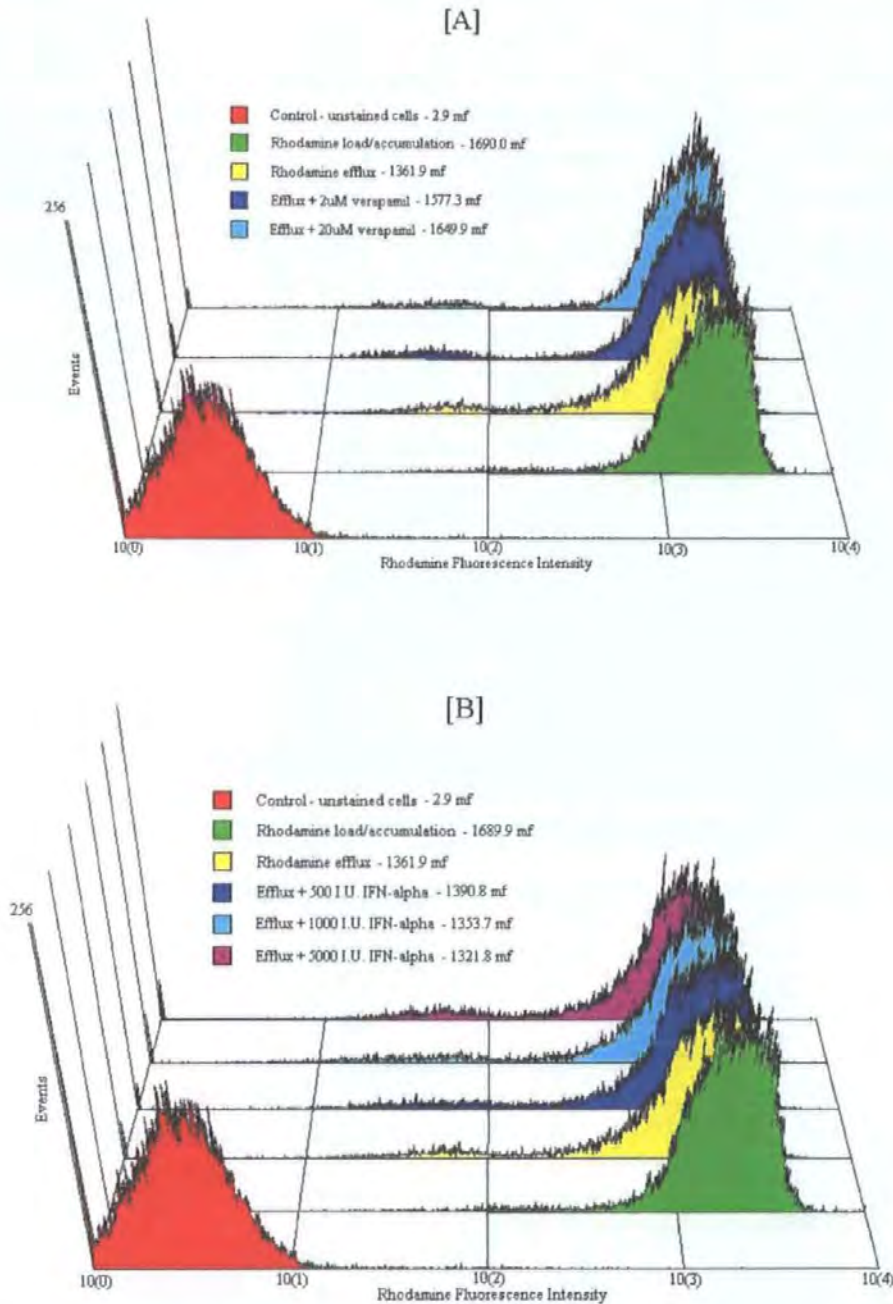 [A]
Control - unstained cells - 2.9 mf
Rhodamine load/accumulation - 1690.0 mf
Rhodamine efflux - 1361.9 mf
Efflux + 2uM verapamil - 1577.3 mf
Efflux + 20uM verapamil - 1649.9 mf
256
Events
10(0) 10(1) 10(2) 10(3) 10(4)
Rhodamine Fluorescence Intensity
[B]
Control - unstained cells - 2.9 mf
Rhodamine load/accumulation - 1689.9 mf
Rhodamine efflux - 1361.9 mf
Efflux + 500 I.U. IFN-alpha - 1390.8 mf
Efflux + 1000 I.U. IFN-alpha - 1353.7 mf
Efflux + 5000 I.U. IFN-alpha - 1321.8 mf
256
Events
10(0) 10(1) 10(2) 10(3) 10(4)
Rhodamine Fluorescence Intensity